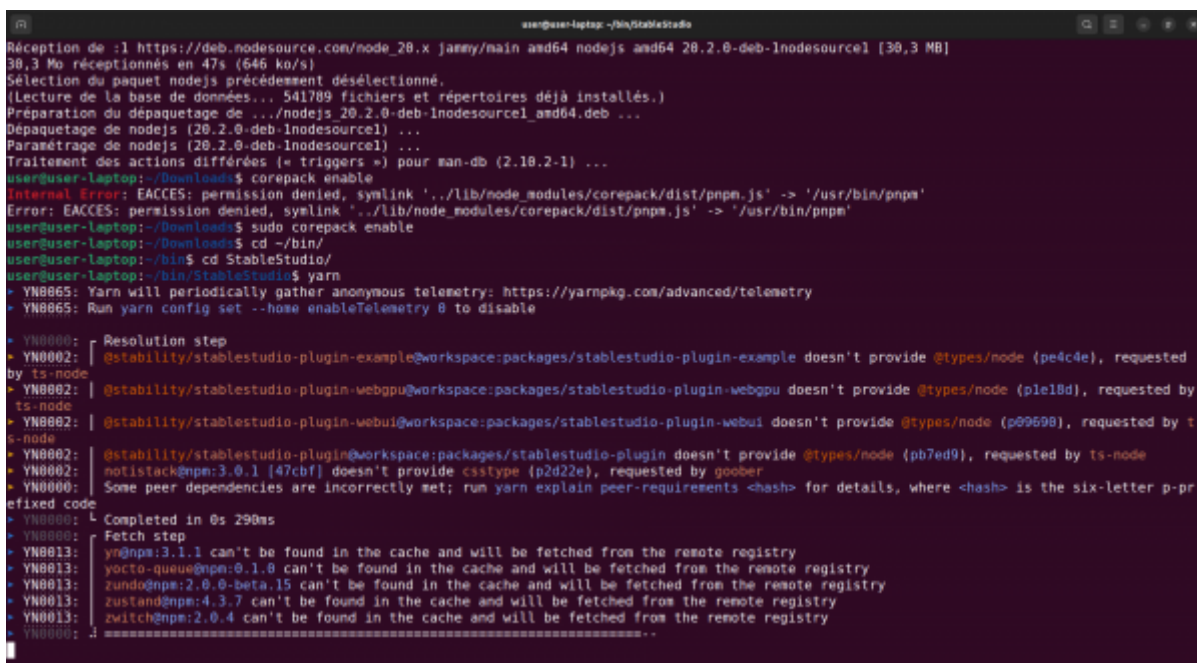 user@user-laptop: ~/bin/StableStudio
Réception de :1 https://deb.nodesource.com/node_20.x jammy/main amd64 nodejs amd64 20.2.0-deb-1nodesource1 [30,3 MB]
30,3 Mo réceptionnés en 47s (646 ko/s)
Sélection du paquet nodejs précédemment désélectionné.
(Lecture de la base de données... 541789 fichiers et répertoires déjà installés.)
Préparation du dépaquetage de .../nodejs_20.2.0-deb-1nodesource1_amd64.deb ...
Dépaquetage de nodejs (20.2.0-deb-1nodesource1) ...
Paramétrage de nodejs (20.2.0-deb-1nodesource1) ...
Traitement des actions différées (« triggers ») pour man-db (2.10.2-1) ...
user@user-laptop:~/Downloads$ corepack enable
Internal Error: EACCES: permission denied, symlink '../lib/node_modules/corepack/dist/pnpm.js' -> '/usr/bin/pnpm'
Error: EACCES: permission denied, symlink '../lib/node_modules/corepack/dist/pnpm.js' -> '/usr/bin/pnpm'
user@user-laptop:~/Downloads$ sudo corepack enable
user@user-laptop:~/Downloads$ cd ~/bin/
user@user-laptop:~/bin$ cd StableStudio/
user@user-laptop:~/bin/StableStudio$ yarn
▸ YN0065: Yarn will periodically gather anonymous telemetry: https://yarnpkg.com/advanced/telemetry
▸ YN0065: Run yarn config set --home enableTelemetry 0 to disable
▸ YN0000: ┌ Resolution step
▸ YN0002: │ @stability/stablestudio-plugin-example@workspace:packages/stablestudio-plugin-example doesn't provide @types/node (pe4c4e), requested
by ts-node
▸ YN0002: │ @stability/stablestudio-plugin-webgpu@workspace:packages/stablestudio-plugin-webgpu doesn't provide @types/node (p1e18d), requested by
ts-node
▸ YN0002: │ @stability/stablestudio-plugin-webui@workspace:packages/stablestudio-plugin-webui doesn't provide @types/node (p09690), requested by t
s-node
▸ YN0002: │ @stability/stablestudio-plugin@workspace:packages/stablestudio-plugin doesn't provide @types/node (pb7ed9), requested by ts-node
▸ YN0002: │ notistack@npm:3.0.1 [47cbf] doesn't provide csstype (p2d22e), requested by goober
▸ YN0000: │ Some peer dependencies are incorrectly met; run yarn explain peer-requirements <hash> for details, where <hash> is the six-letter p-pr
efixed code
▸ YN0000: └ Completed in 0s 290ms
▸ YN0000: ┌ Fetch step
▸ YN0013: │ yn@npm:3.1.1 can't be found in the cache and will be fetched from the remote registry
▸ YN0013: │ yocto-queue@npm:0.1.0 can't be found in the cache and will be fetched from the remote registry
▸ YN0013: │ zundo@npm:2.0.0-beta.15 can't be found in the cache and will be fetched from the remote registry
▸ YN0013: │ zustand@npm:4.3.7 can't be found in the cache and will be fetched from the remote registry
▸ YN0013: │ zwitch@npm:2.0.4 can't be found in the cache and will be fetched from the remote registry
▸ YN0000: ⠼ ==================================================================--